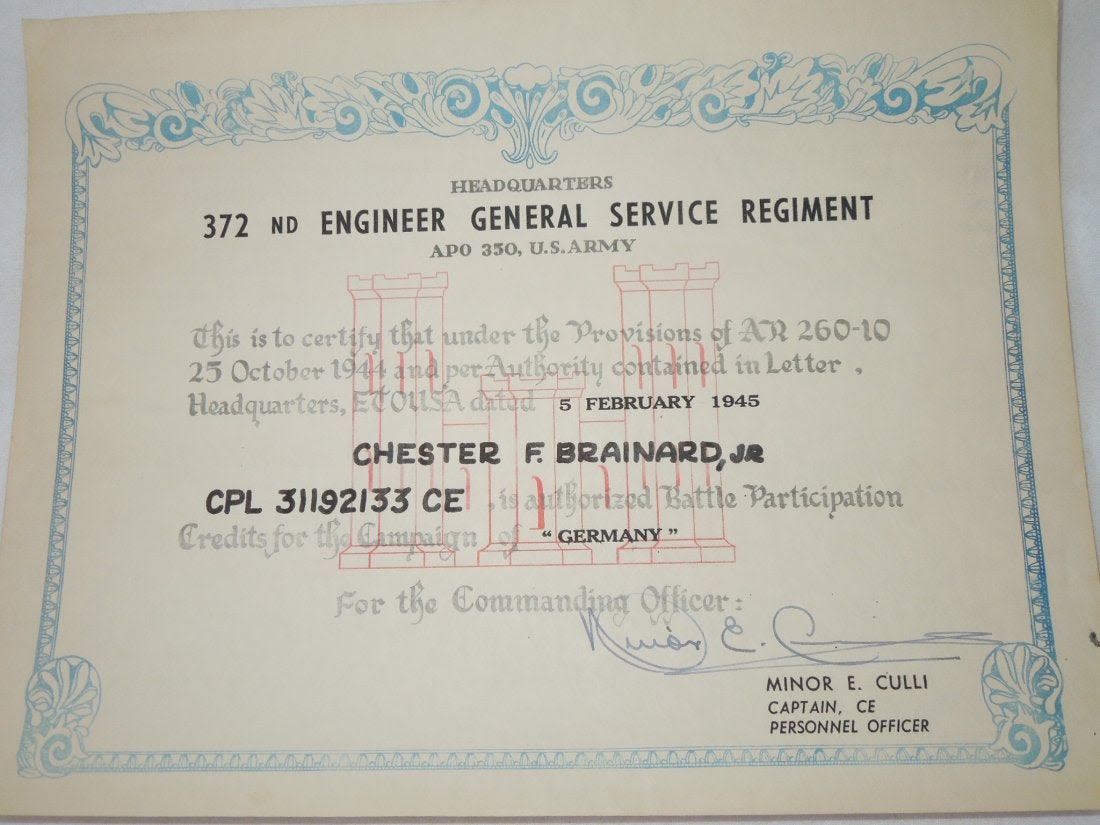 HEADQUARTERS
372 ND ENGINEER GENERAL SERVICE REGIMENT
APO 350, U.S. ARMY
This is to certify that under the Provisions of AR 260-10
25 October 1944 and per Authority contained in Letter ,
Headquarters, ETOUSA dated 5 FEBRUARY 1945
CHESTER F. BRAINARD, JR
CPL 31192133 CE , is authorized Battle Participation
Credits for the Campaign of "GERMANY"
For the Commanding Officer:
Minor E.
MINOR E. CULLI
CAPTAIN, CE
PERSONNEL OFFICER